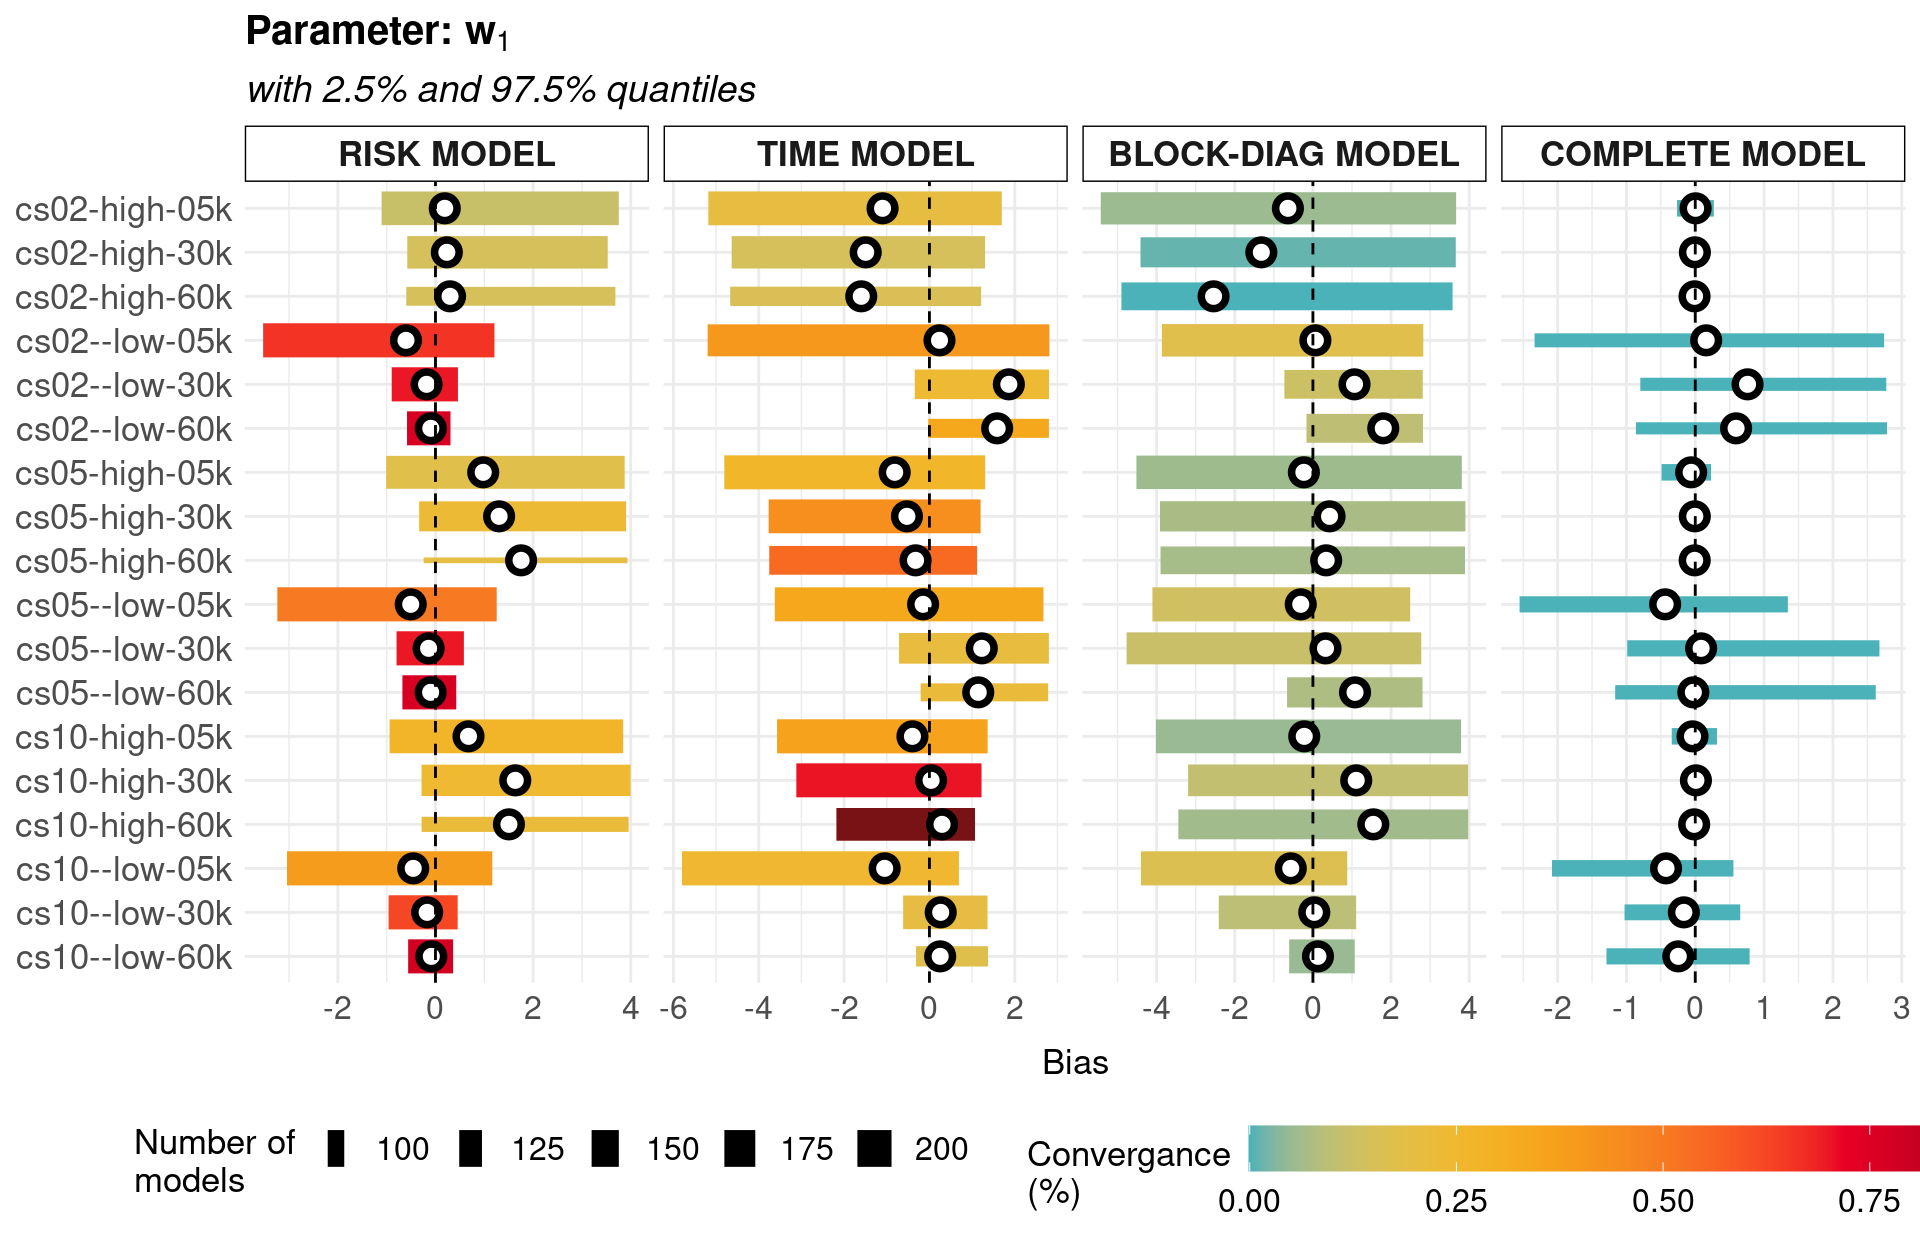 Parameter: w1
with 2.5% and 97.5% quantiles
RISK MODEL TIME MODEL BLOCK-DIAG MODEL COMPLETE MODEL
cs02-high-05k
cs02-high-30k
cs02-high-60k
cs02--low-05k
cs02--low-30k
cs02--low-60k
cs05-high-05k
cs05-high-30k
cs05-high-60k
cs05--low-05k
cs05--low-30k
cs05--low-60k
cs10-high-05k
cs10-high-30k
cs10-high-60k
cs10--low-05k
cs10--low-30k
cs10--low-60k
-2 0 2 4 -6 -4 -2 0 2 -4 -2 0 2 4 -2 -1 0 1 2 3
Bias
Number of models 100 125 150 175 200
Convergance (%) 0.00 0.25 0.50 0.75